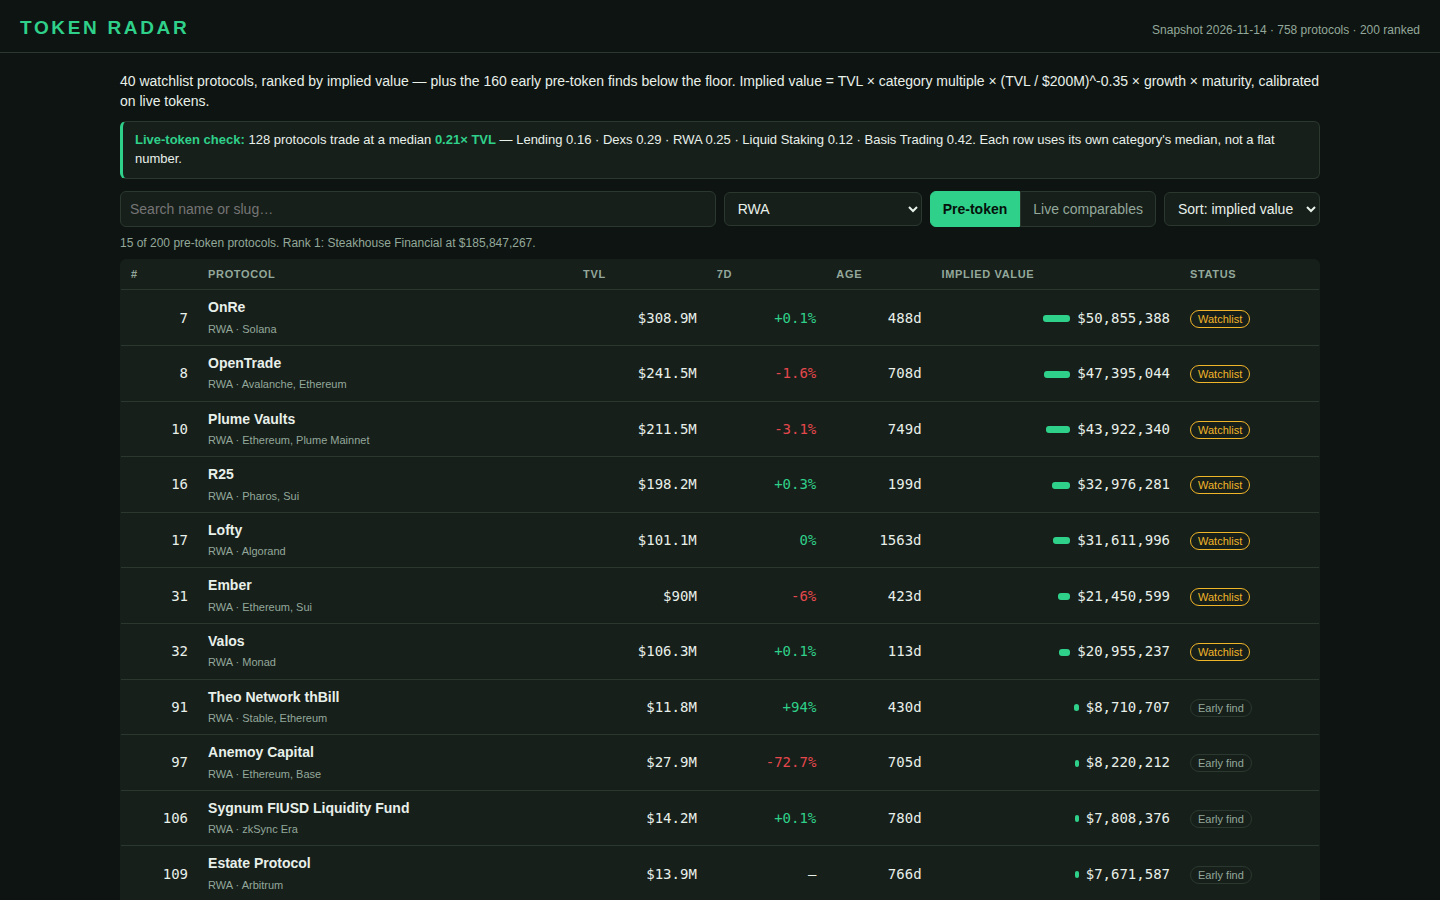 TOKEN RADAR
Snapshot 2026-11-14 · 758 protocols · 200 ranked
40 watchlist protocols, ranked by implied value — plus the 160 early pre-token finds below the floor. Implied value = TVL × category multiple × (TVL / $200M)^-0.35 × growth × maturity, calibrated
on live tokens.
Live-token check: 128 protocols trade at a median 0.21× TVL — Lending 0.16 · Dexs 0.29 · RWA 0.25 · Liquid Staking 0.12 · Basis Trading 0.42. Each row uses its own category's median, not a flat
number.
Search name or slug…
RWA
Pre-token
Live comparables
Sort: implied value
15 of 200 pre-token protocols. Rank 1: Steakhouse Financial at $185,847,267.
# PROTOCOL TVL 7D AGE IMPLIED VALUE STATUS
7 OnRe $308.9M +0.1% 488d $50,855,388 Watchlist
RWA · Solana
8 OpenTrade $241.5M -1.6% 708d $47,395,044 Watchlist
RWA · Avalanche, Ethereum
10 Plume Vaults $211.5M -3.1% 749d $43,922,340 Watchlist
RWA · Ethereum, Plume Mainnet
16 R25 $198.2M +0.3% 199d $32,976,281 Watchlist
RWA · Pharos, Sui
17 Lofty $101.1M 0% 1563d $31,611,996 Watchlist
RWA · Algorand
31 Ember $90M -6% 423d $21,450,599 Watchlist
RWA · Ethereum, Sui
32 Valos $106.3M +0.1% 113d $20,955,237 Watchlist
RWA · Monad
91 Theo Network thBill $11.8M +94% 430d $8,710,707 Early find
RWA · Stable, Ethereum
97 Anemoy Capital $27.9M -72.7% 705d $8,220,212 Early find
RWA · Ethereum, Base
106 Sygnum FIUSD Liquidity Fund $14.2M +0.1% 780d $7,808,376 Early find
RWA · zkSync Era
109 Estate Protocol $13.9M – 766d $7,671,587 Early find
RWA · Arbitrum